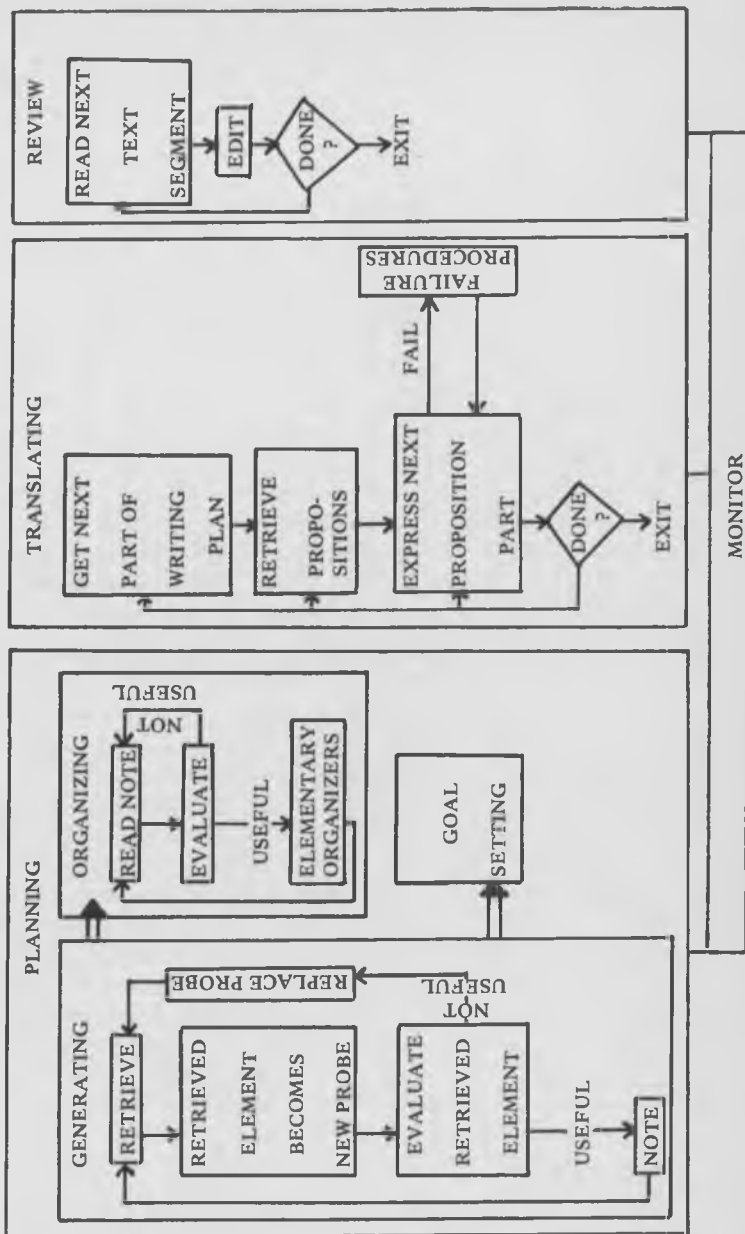 PLANNING
GENERATING
RETRIEVE
RETRIEVED
ELEMENT
BECOMES
NEW PROBE
EVALUATE
RETRIEVED
ELEMENT
USEFUL
NOTE
REPLACE PROBE
NOT
USEFUL
ORGANIZING
READ NOTE
EVALUATE
NOT
USEFUL
USEFUL
ELEMENTARY
ORGANIZERS
GOAL
SETTING
TRANSLATING
GET NEXT
PART OF
WRITING
PLAN
RETRIEVE
PROPO-
SITIONS
EXPRESS NEXT
PROPOSITION
PART
FAIL
FAILURE
PROCEDURES
DONE
?
EXIT
REVIEW
READ NEXT
TEXT
SEGMENT
EDIT
DONE
?
EXIT
MONITOR